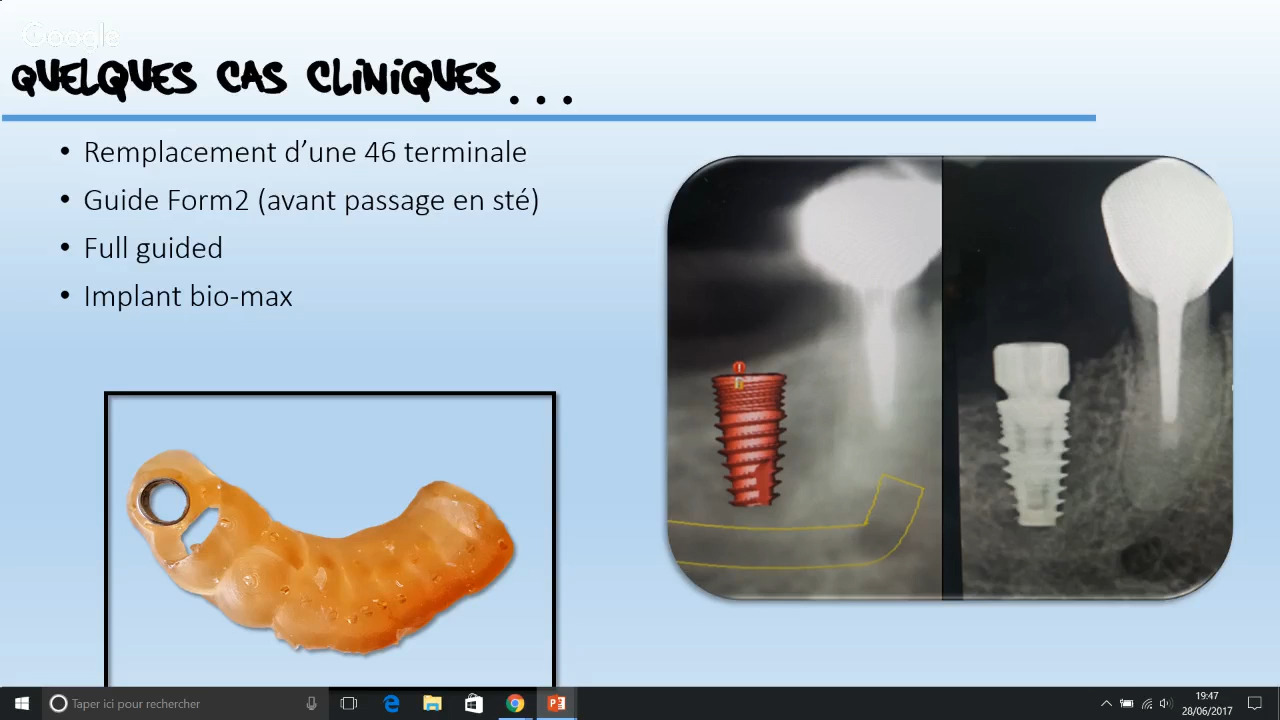 Google
QUELQUES CAS CLINIQUES...
• Remplacement d’une 46 terminale
• Guide Form2 (avant passage en sté)
• Full guided
• Implant bio-max
Taper ici pour rechercher
19:47
28/06/2017